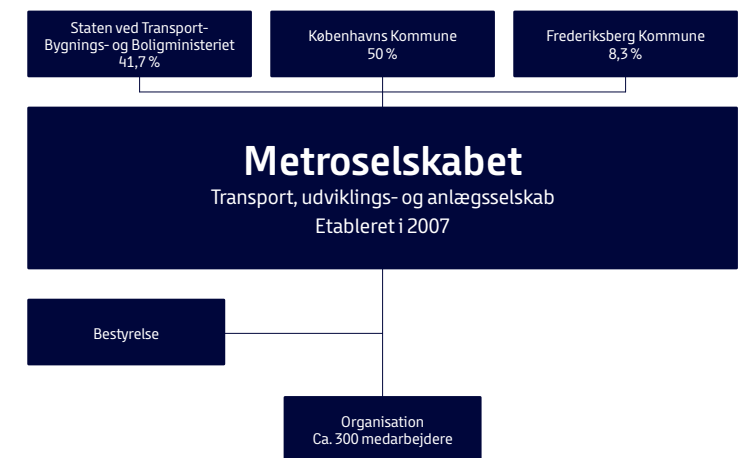 Staten ved Transport-
Bygnings- og Boligministeriet
41,7 %
Københavns Kommune
50 %
Frederiksberg Kommune
8,3 %
Metroselskabet
Transport, udviklings- og anlægsselskab
Etableret i 2007
Bestyrelse
Organisation
Ca. 300 medarbejdere